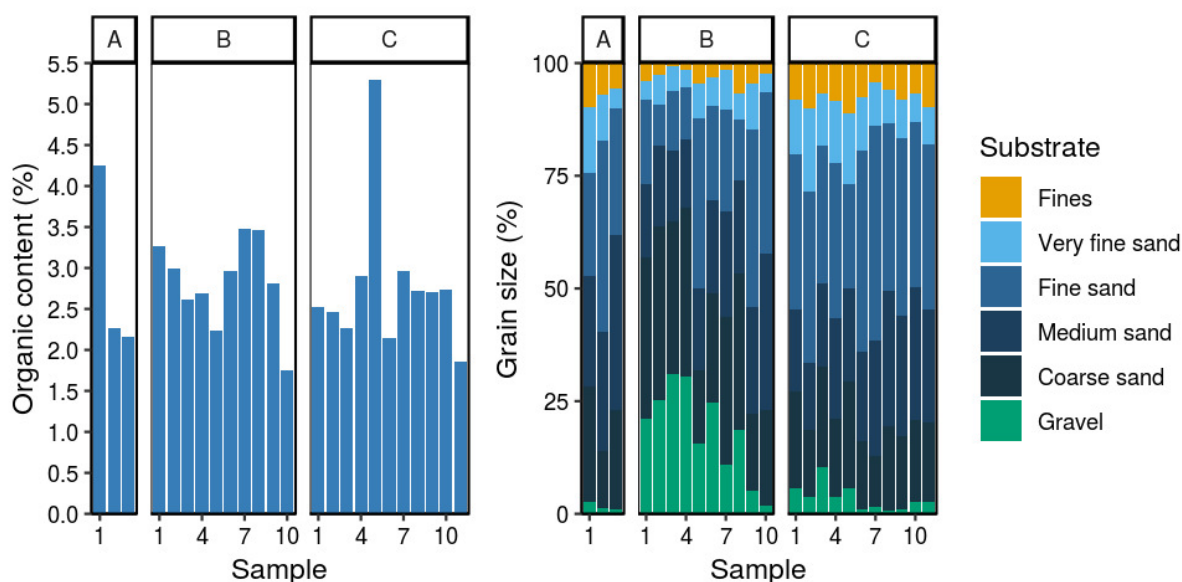 A B C
5.5
5.0
4.5
4.0
3.5
3.0
2.5
2.0
1.5
1.0
0.5
0.0
Organic content (%)
1 1 4 7 10 1 4 7 10
Sample
A B C
100
75
50
25
0
Grain size (%)
1 1 4 7 10 1 4 7 10
Sample
Substrate
Fines
Very fine sand
Fine sand
Medium sand
Coarse sand
Gravel